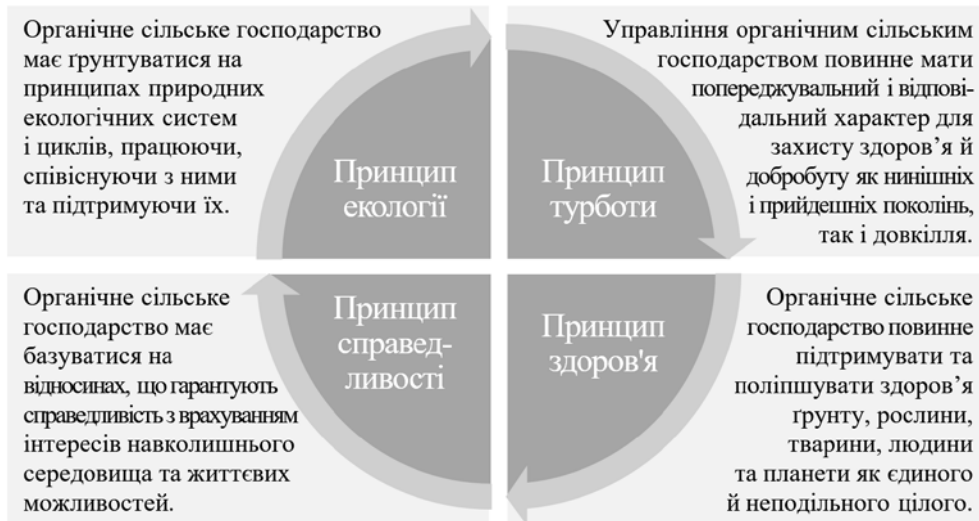 Органічне сільське господарство
має ґрунтуватися на
принципах природних
екологічних систем
і циклів, працюючи,
співіснуючи з ними
та підтримуючи їх.
Принцип
екології
Управління органічним сільським
господарством повинне мати
попереджувальний і відпові-
дальний характер для
захисту здоров’я й
добробуту як нинішніх
і прийдешніх поколінь,
так і довкілля.
Принцип
турботи
Органічне сільське
господарство має
базуватися на
відносинах, що гарантують
справедливість з врахуванням
інтересів навколишнього
середовища та життєвих
можливостей.
Принцип
справед-
ливості
Принцип
здоров'я
Органічне сільське
господарство повинне
підтримувати та
поліпшувати здоров’я
ґрунту, рослини,
тварини, людини
та планети як єдиного
й неподільного цілого.